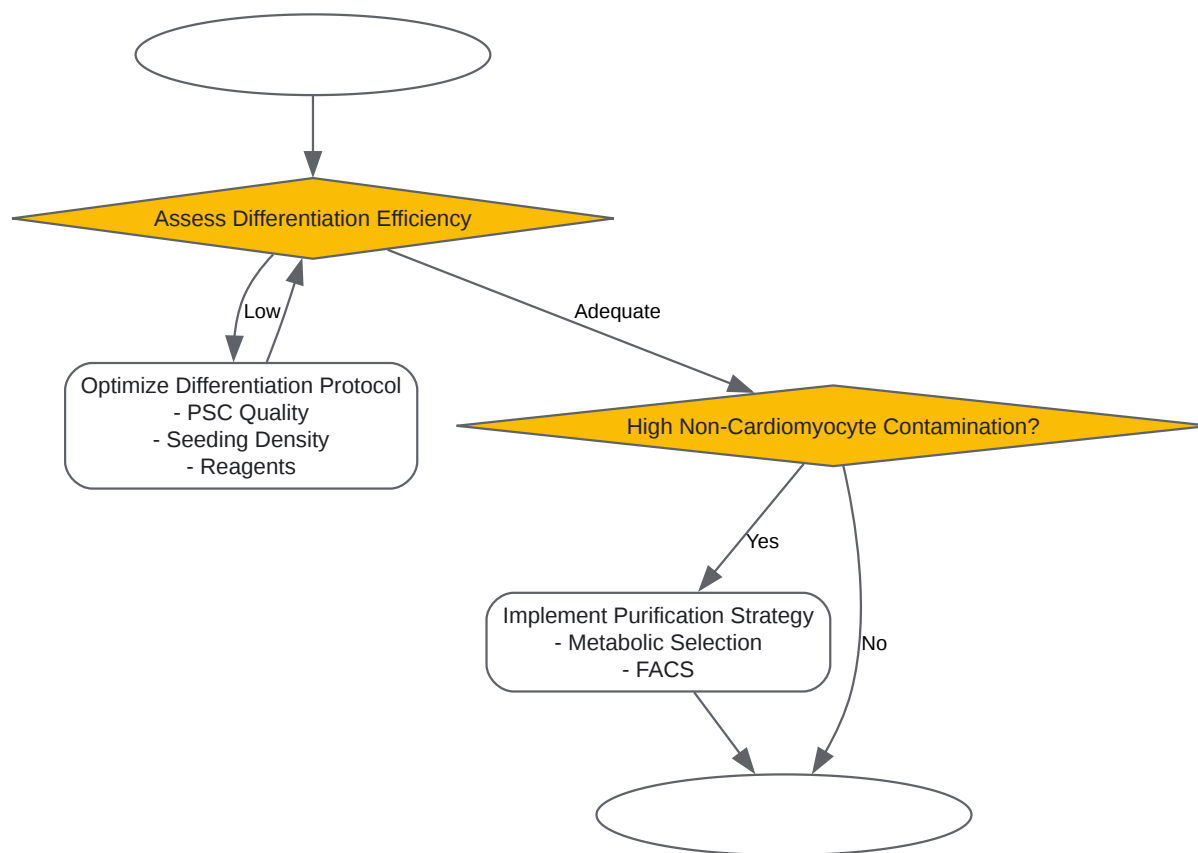 Assess Differentiation Efficiency
Low
Adequate
Optimize Differentiation Protocol
- PSC Quality
- Seeding Density
- Reagents
High Non-Cardiomyocyte Contamination?
Yes
Implement Purification Strategy
- Metabolic Selection
- FACS
No